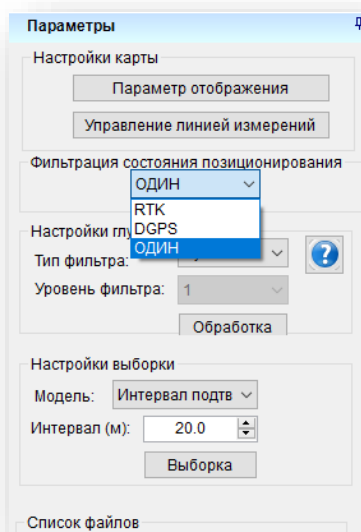 Параметры
Настройки карты
Параметр отображения
Управление линией измерений
Фильтрация состояния позиционирования
ОДИН
RTK
DGPS
ОДИН
Настройки
Тип фильтра:
Уровень фильтра: 1
Обработка
Настройки выборки
Модель: Интервал подтв
Интервал (м): 20.0
Выборка
Список файлов